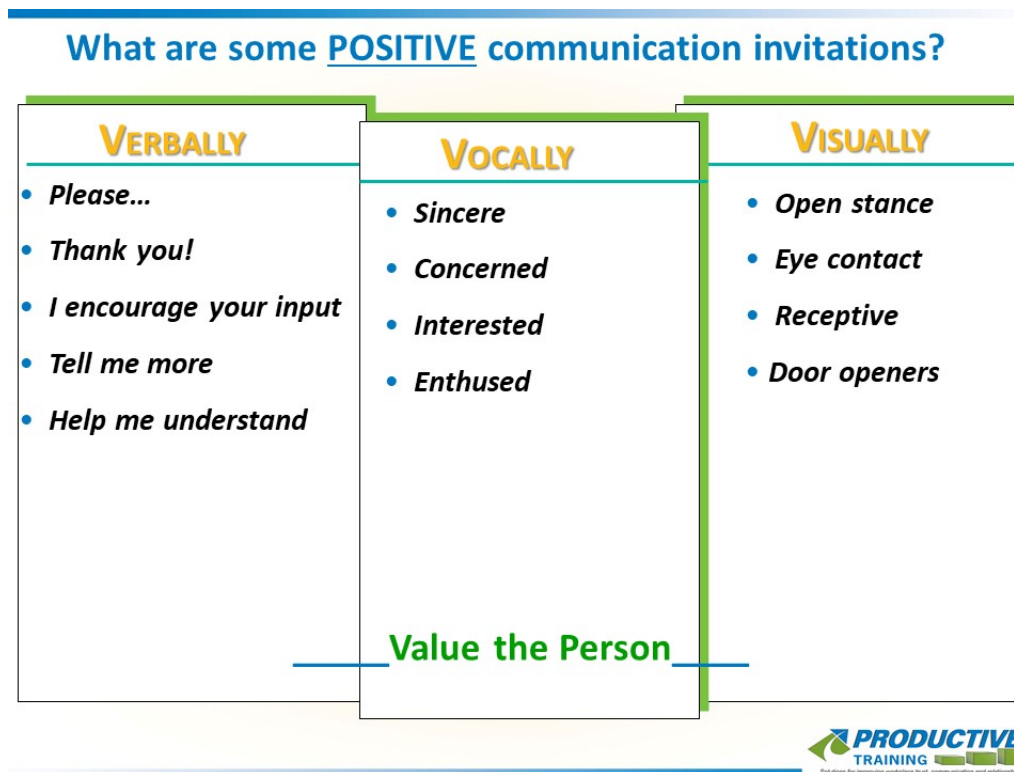 What are some POSITIVE communication invitations?
VERBALLY
• Please...
• Thank you!
• I encourage your input
• Tell me more
• Help me understand
VOCALLY
• Sincere
• Concerned
• Interested
• Enthused
VISUALLY
• Open stance
• Eye contact
• Receptive
• Door openers
Value the Person
PRODUCTIVE
TRAINING